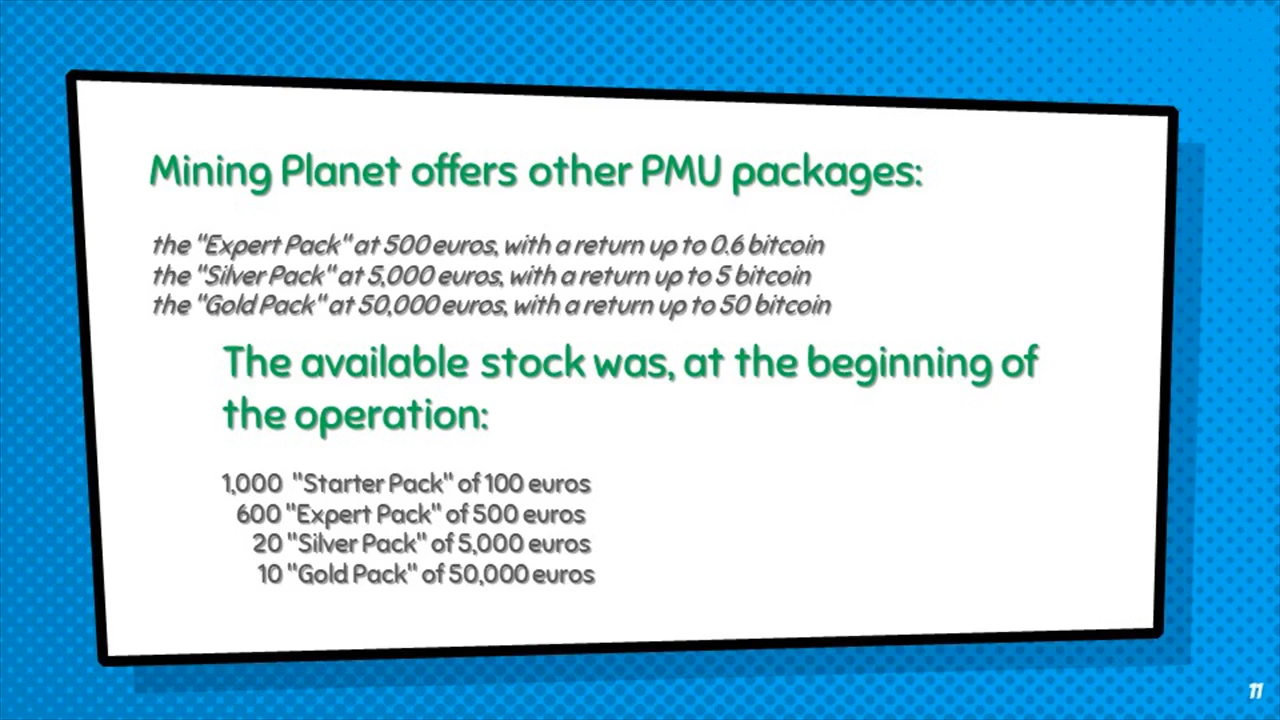 Mining Planet offers other PMU packages:
the "Expert Pack" at 500 euros, with a return up to 0.6 bitcoin
the "Silver Pack" at 5,000 euros, with a return up to 5 bitcoin
the "Gold Pack" at 50,000 euros, with a return up to 50 bitcoin
The available stock was, at the beginning of
the operation:
1,000 "Starter Pack" of 100 euros
600 "Expert Pack" of 500 euros
20 "Silver Pack" of 5,000 euros
10 "Gold Pack" of 50,000 euros
11